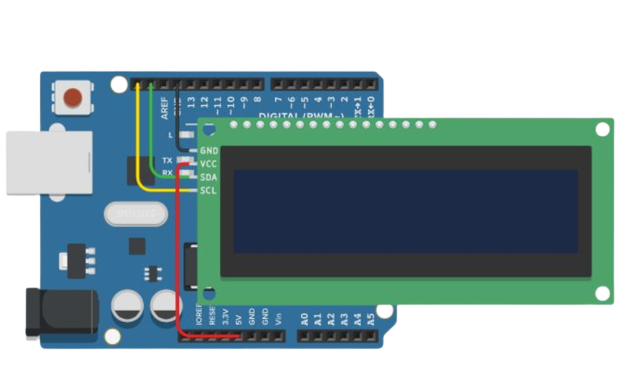 AREF
GND
13
12
~11
~10
~9
8
7
~6
~5
4
~3
2
TX→1
RX←0
DIGITAL (PWM~)
L
TX
RX
GND
VCC
SDA
SCL
IOREF
RESET
3.3V
5V
GND
GND
Vin
A0
A1
A2
A3
A4
A5